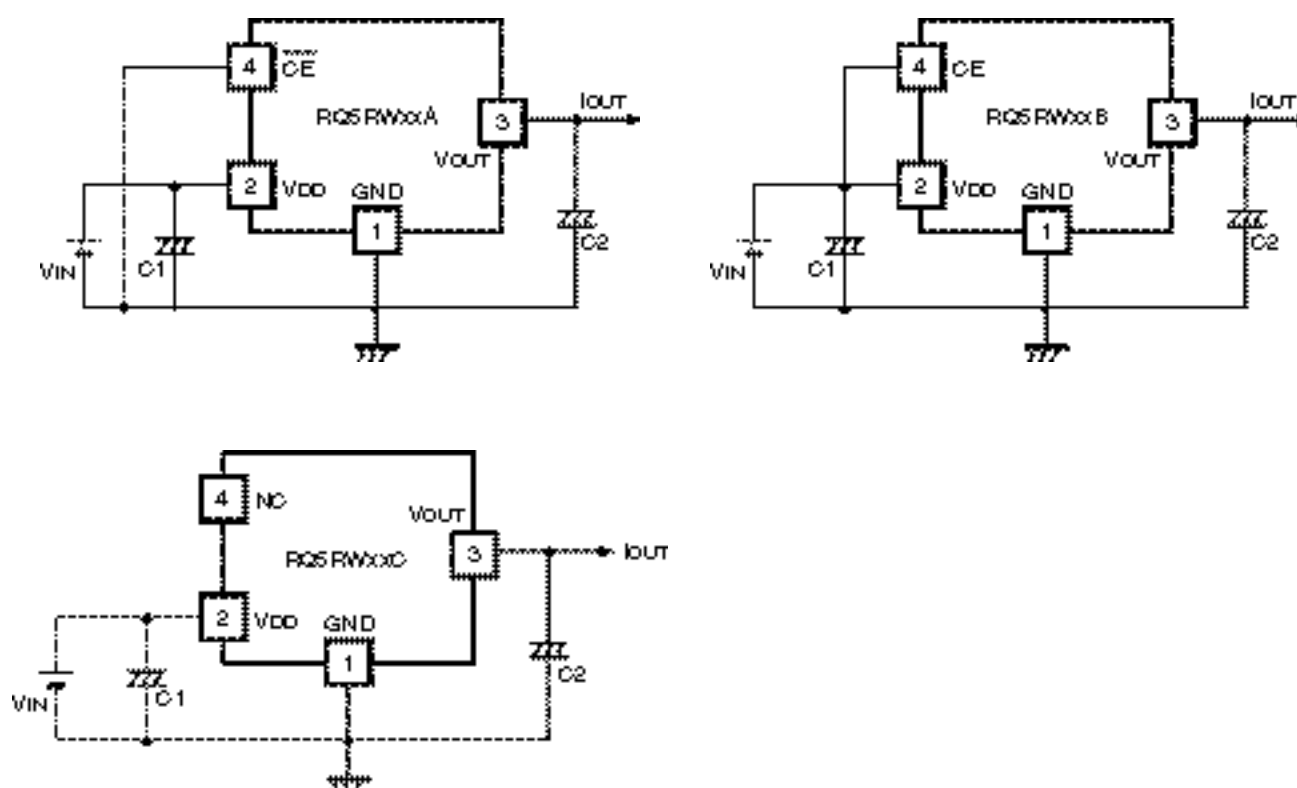 4
C̅E̅
RQ5RWxxA
3
IOUT
VOUT
2
VDD
GND
1
VIN
C1
C2
4
CE
RQ5RWxxB
3
IOUT
VOUT
2
VDD
GND
1
VIN
C1
C2
4
NC
VOUT
3
IOUT
RQ5RWxxC
2
VDD
GND
1
VIN
C1
C2